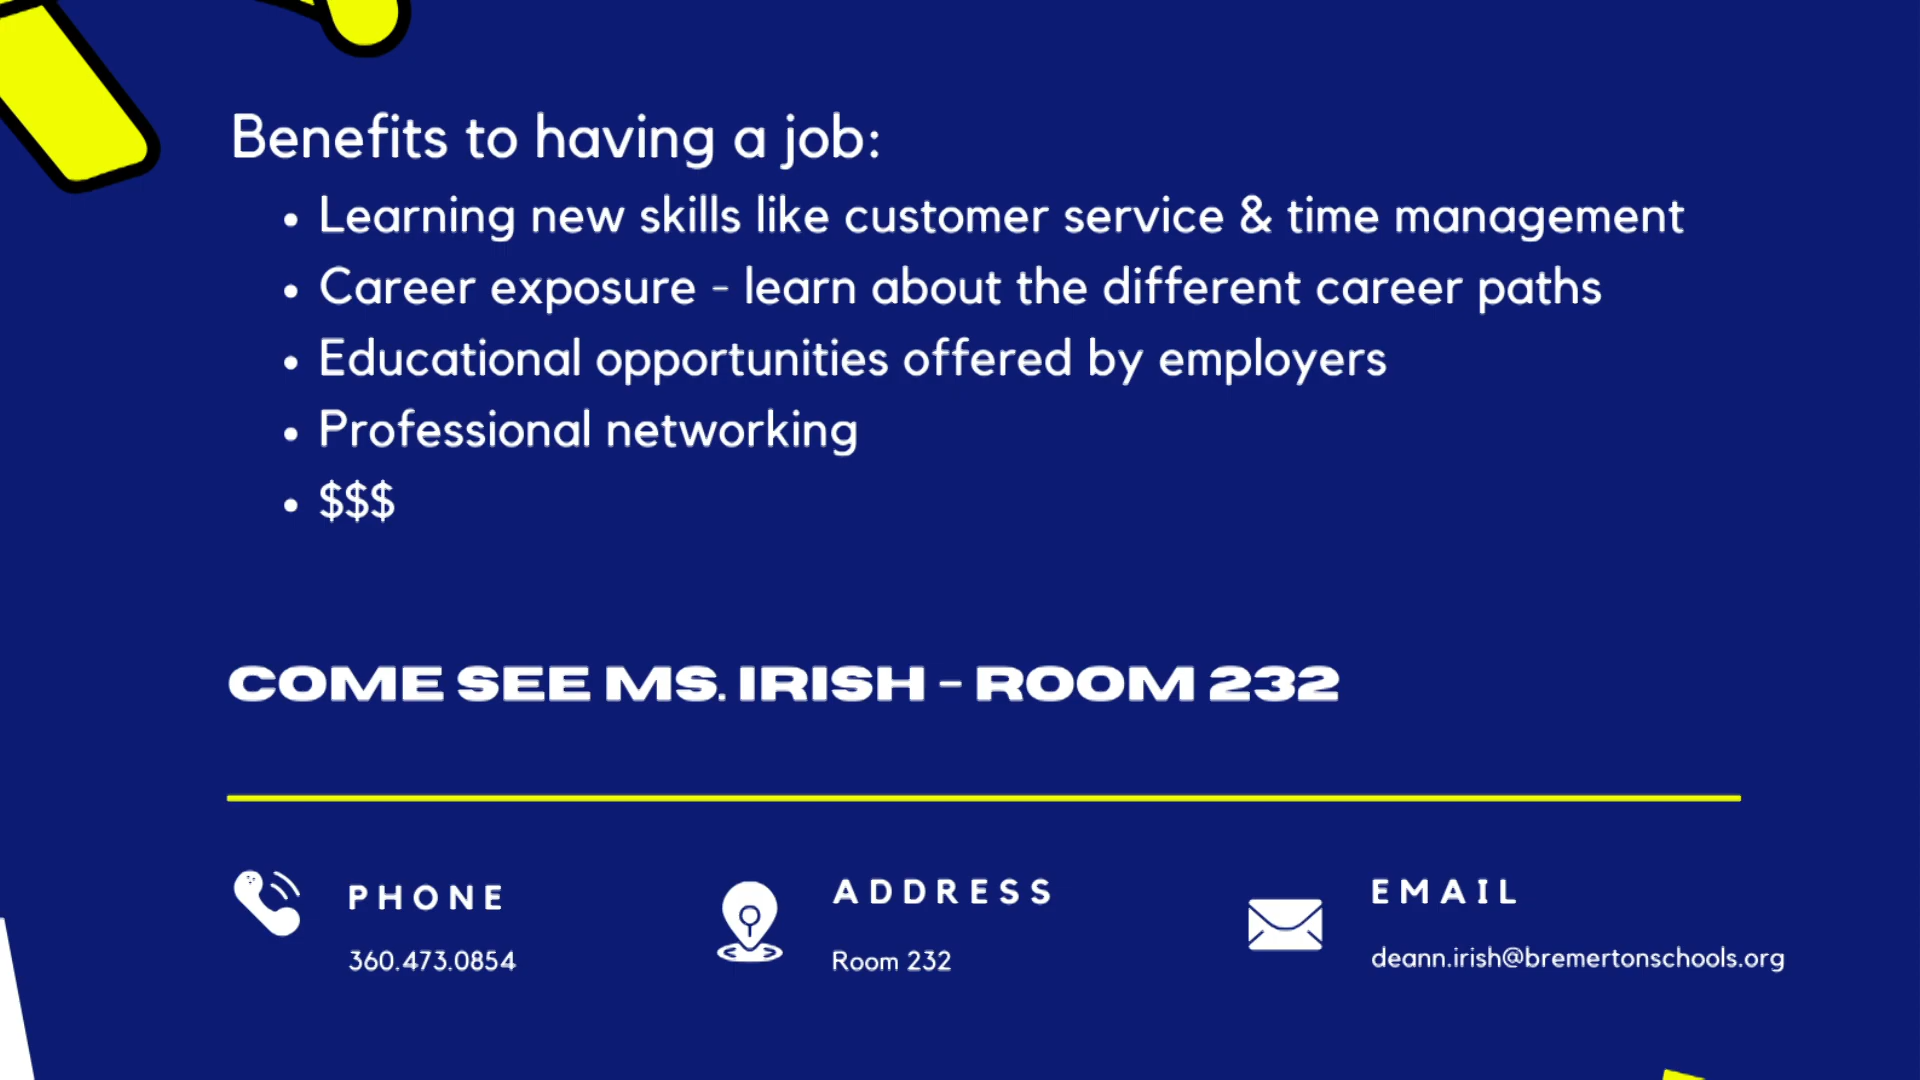 Benefits to having a job:
• Learning new skills like customer service & time management
• Career exposure - learn about the different career paths
• Educational opportunities offered by employers
• Professional networking
• $$$
COME SEE MS. IRISH - ROOM 232
PHONE
360.473.0854
ADDRESS
Room 232
EMAIL
deann.irish@bremertonschools.org